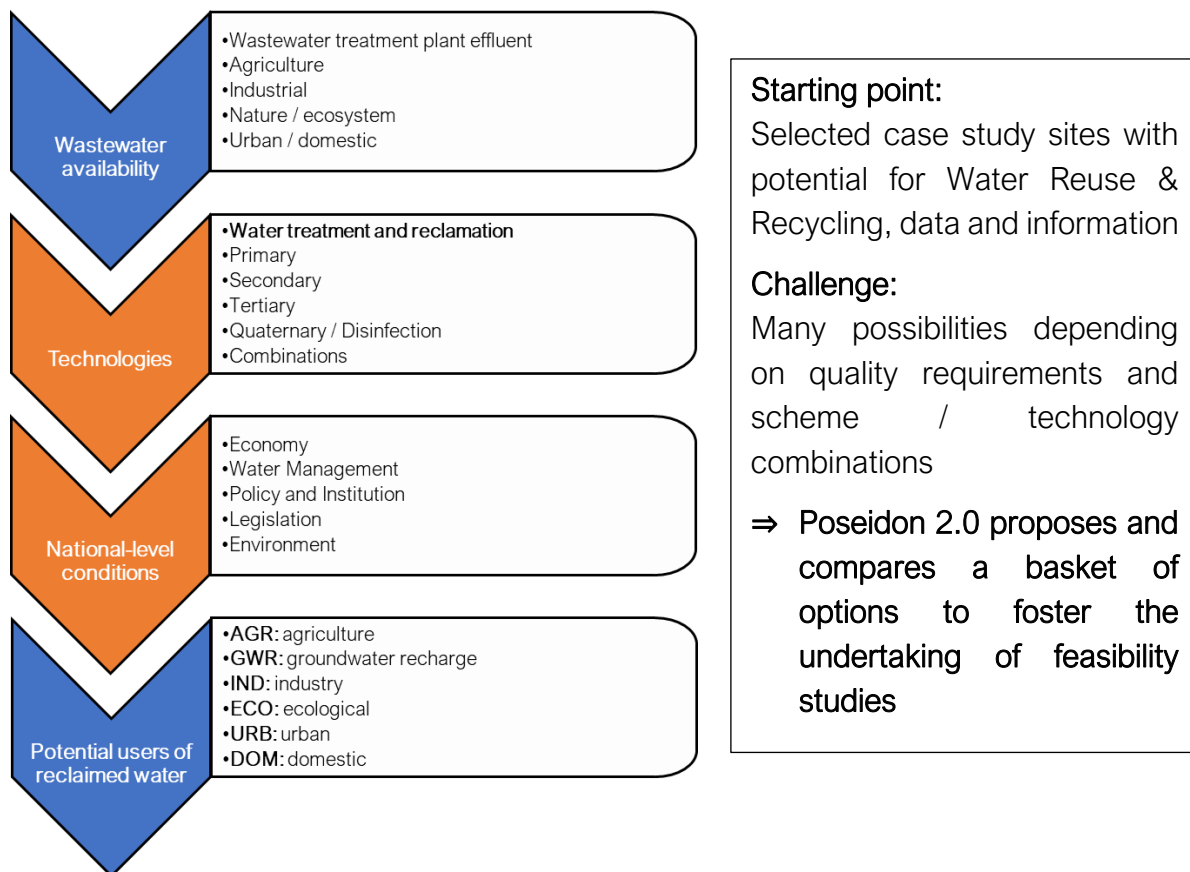 Wastewater
availability
•Wastewater treatment plant effluent
•Agriculture
•Industrial
•Nature / ecosystem
•Urban / domestic
Technologies
•Water treatment and reclamation
•Primary
•Secondary
•Tertiary
•Quaternary / Disinfection
•Combinations
National-level
conditions
•Economy
•Water Management
•Policy and Institution
•Legislation
•Environment
Potential users of
reclaimed water
•AGR: agriculture
•GWR: groundwater recharge
•IND: industry
•ECO: ecological
•URB: urban
•DOM: domestic
Starting point:
Selected case study sites with
potential for Water Reuse &
Recycling, data and information
Challenge:
Many possibilities depending
on quality requirements and
scheme / technology
combinations
⇒ Poseidon 2.0 proposes and
compares a basket of
options to foster the
undertaking of feasibility
studies